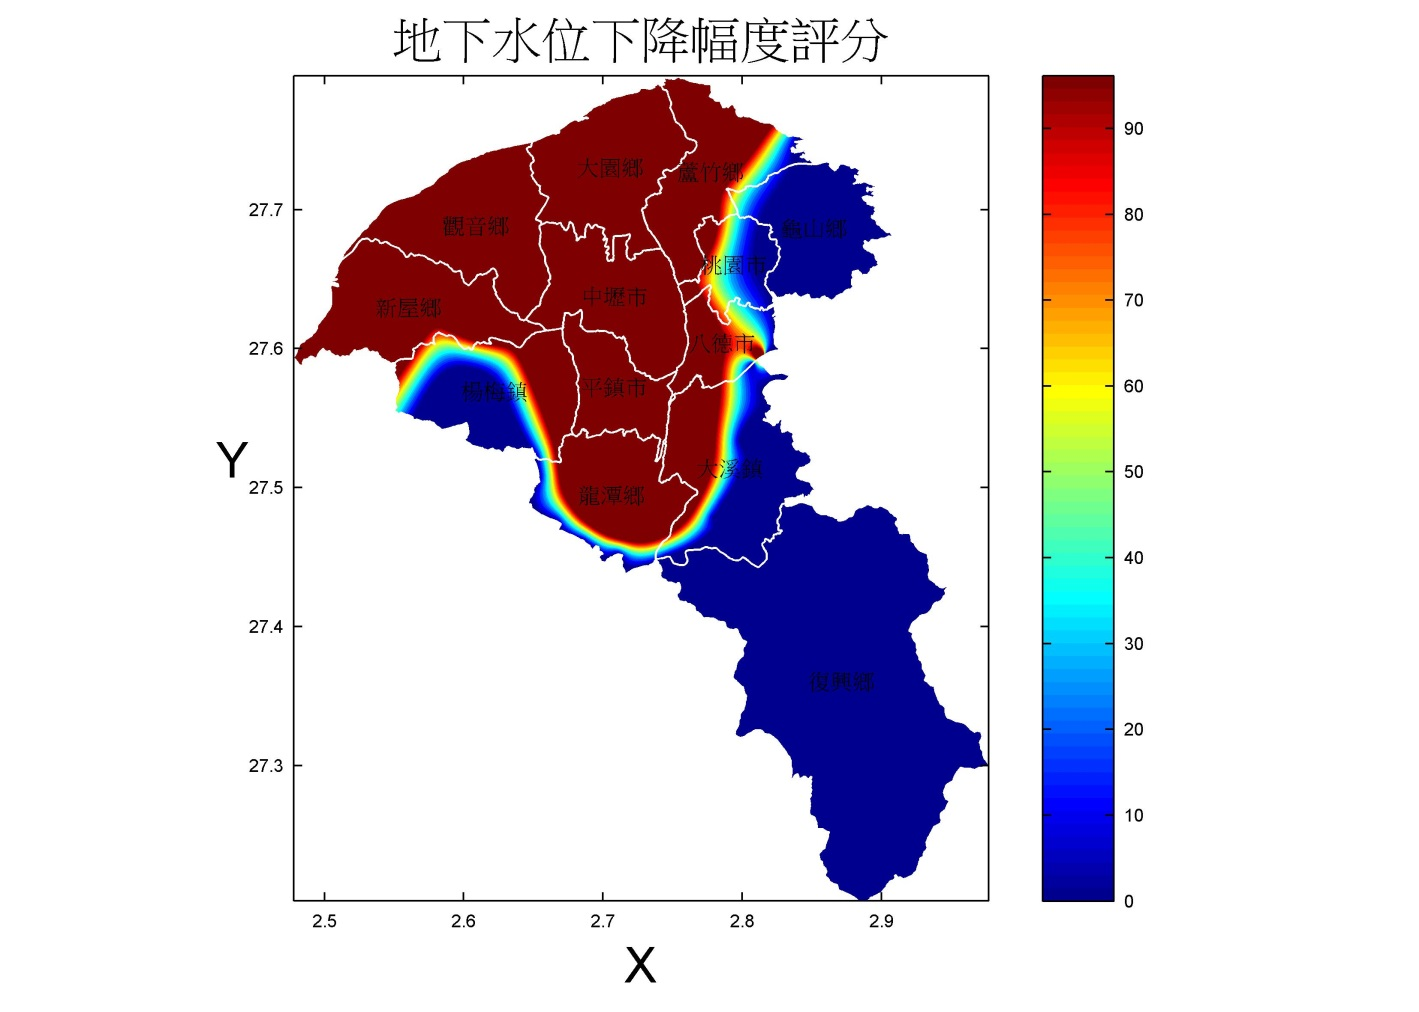 地下水位下降幅度評分
大園鄉
蘆竹鄉
觀音鄉
龜山鄉
桃園市
中壢市
新屋鄉
八德市
楊梅鎮
平鎮市
大溪鎮
龍潭鄉
復興鄉
Y
27.7
27.6
27.5
27.4
27.3
2.5 2.6 2.7 2.8 2.9
X
90
80
70
60
50
40
30
20
10
0